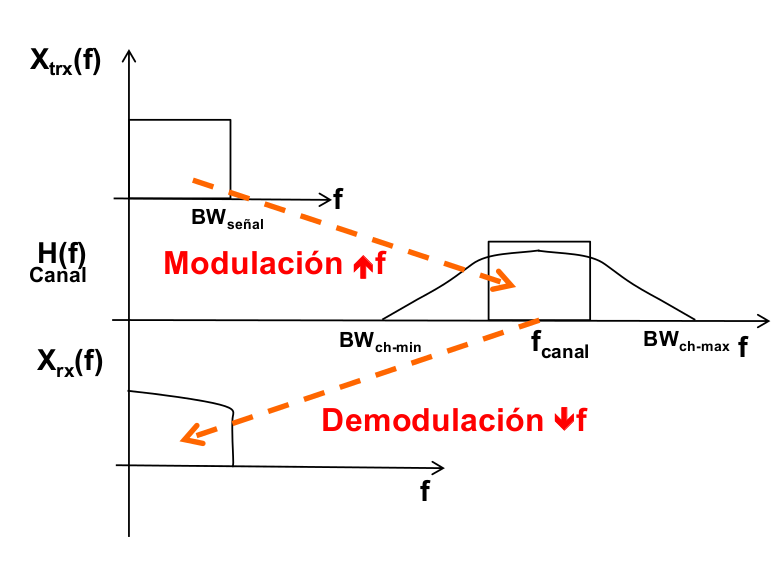 Xtrx(f)
f
BWseñal
H(f)
Canal
Modulación 🡹f
BWch-min
fcanal
BWch-max f
Xrx(f)
Demodulación 🡻f
f